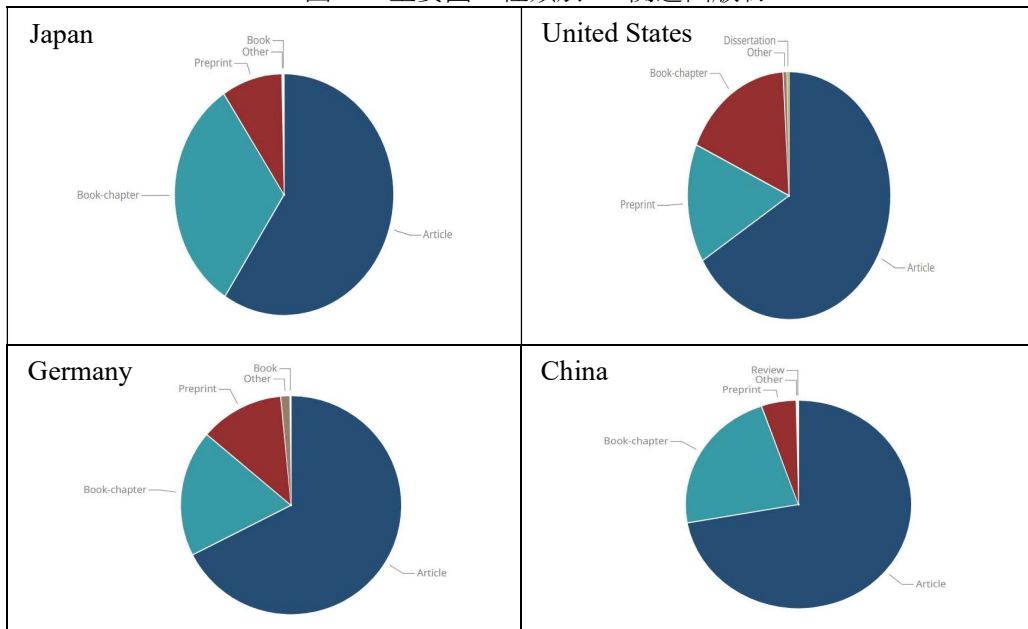 Japan
Book
Other
Preprint
Book-chapter
Article
United States
Dissertation
Other
Book-chapter
Preprint
Article
Germany
Book
Other
Preprint
Book-chapter
Article
China
Review
Other
Preprint
Book-chapter
Article